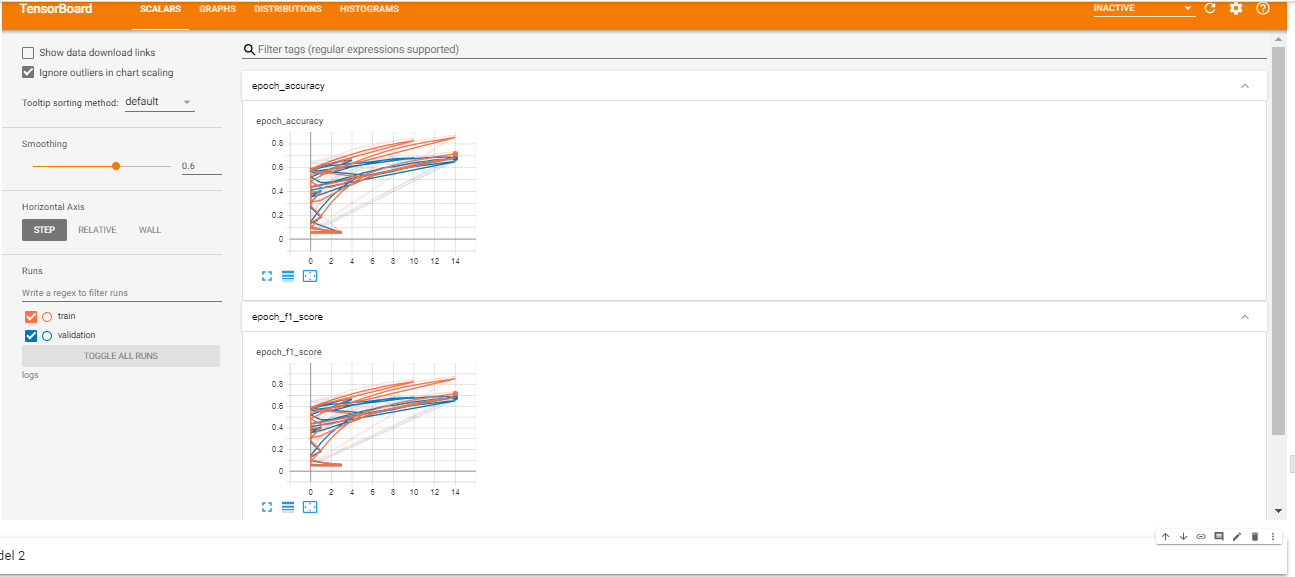 TensorBoard SCALARS GRAPHS DISTRIBUTIONS HISTOGRAMS INACTIVE
Show data download links
Ignore outliers in chart scaling
Tooltip sorting method: default
Smoothing
0.6
Horizontal Axis
STEP RELATIVE WALL
Runs
Write a regex to filter runs
train
validation
TOGGLE ALL RUNS
logs
Filter tags (regular expressions supported)
epoch_accuracy
epoch_accuracy
0.8
0.6
0.4
0.2
0
0 2 4 6 8 10 12 14
epoch_f1_score
epoch_f1_score
0.8
0.6
0.4
0.2
0
0 2 4 6 8 10 12 14
del 2